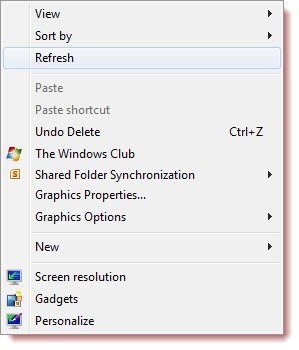 View
Sort by
Refresh
Paste
Paste shortcut
Undo Delete Ctrl+Z
The Windows Club
Shared Folder Synchronization
Graphics Properties...
Graphics Options
New
Screen resolution
Gadgets
Personalize